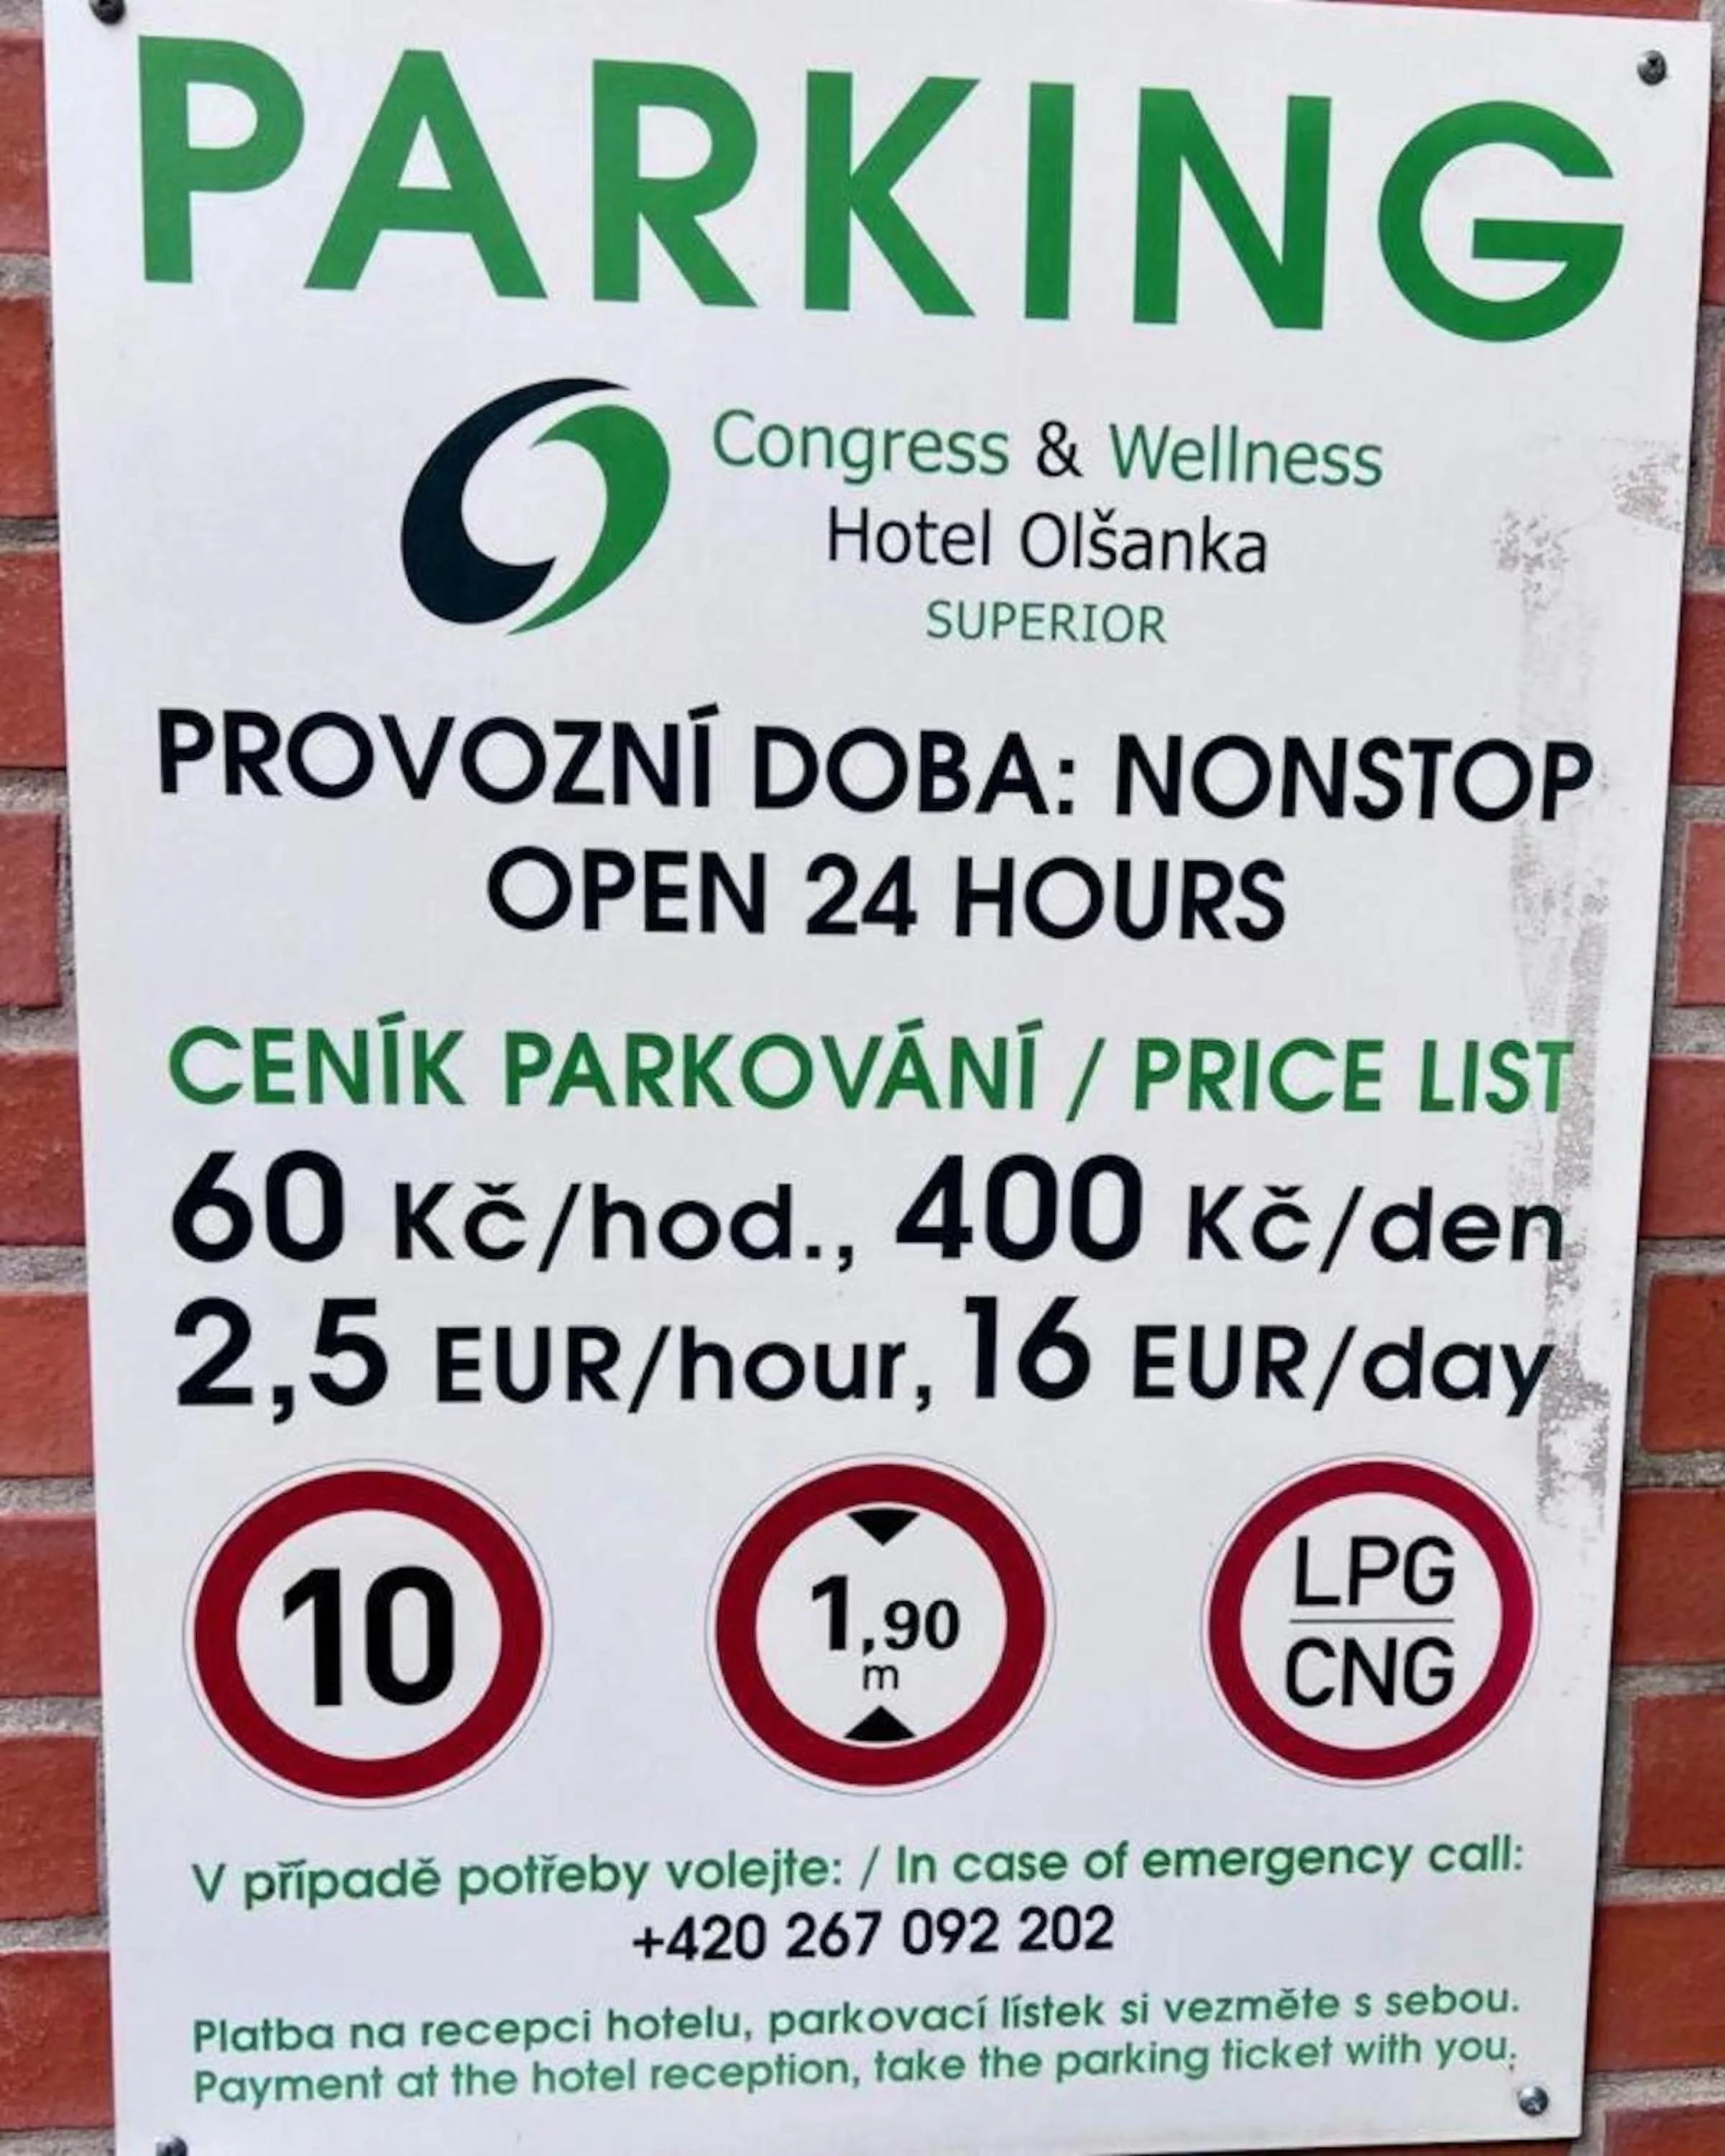 PARKING
Congress & Wellness
Hotel Olšanka
SUPERIOR
PROVOZNÍ DOBA: NONSTOP
OPEN 24 HOURS
CENÍK PARKOVÁNÍ / PRICE LIST
60 Kč/hod., 400 Kč/den
2,5 EUR/hour, 16 EUR/day
10
1,90
m
LPG
CNG
V případě potřeby volejte: / In case of emergency call:
+420 267 092 202
Platba na recepci hotelu, parkovací lístek si vezměte s sebou.
Payment at the hotel reception, take the parking ticket with you.